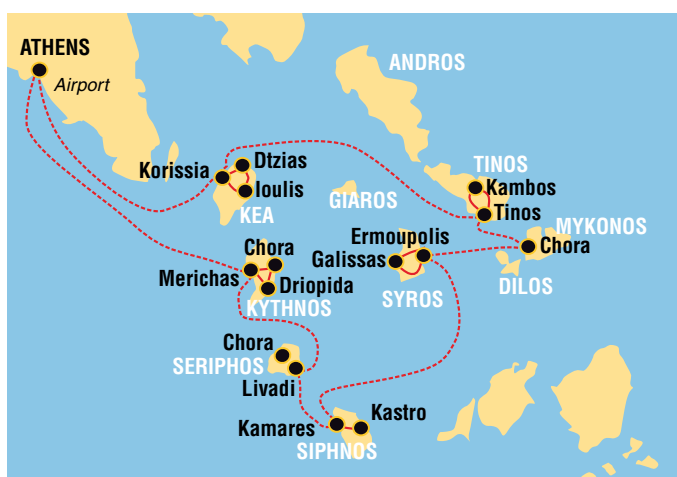 ATHENS
Airport
ANDROS
Korissia
Dtzias
Ioulis
KEA
GIAROS
TINOS
Kambos
Tinos
MYKONOS
Chora
DILOS
Ermoupolis
Galissas
SYROS
Chora
Merichas
Driopida
KYTHNOS
Chora
SERIPHOS
Livadi
Kamares
Kastro
SIPHNOS